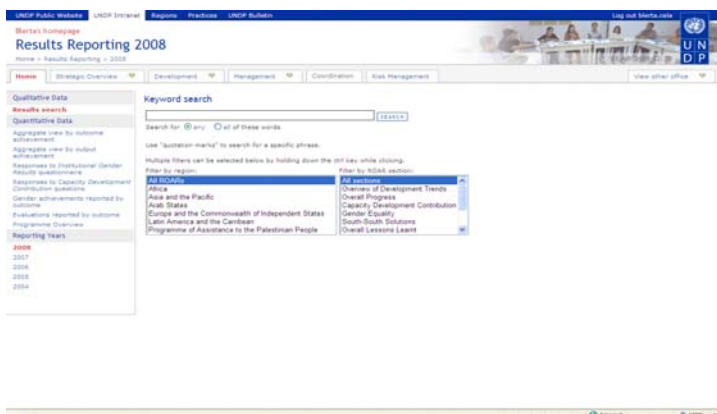 UNDP Public Website UNDP Intranet Regions Practices UNDP Bulletin Log out blerta.cela
Blerta's homepage
Results Reporting 2008
Home > Results Reporting > 2008
UN
DP
Home Strategic Overview Development Management Coordination Risk Management View other office
Qualitative Data
Results search
Quantitative Data
Aggregate view by outcome
achievement
Aggregate view by output
achievement
Responses to Institutional Gender
Results questionnaire
Responses to Capacity Development
Contribution questions
Gender achievements reported by
outcome
Evaluations reported by outcome
Programme Overview
Reporting Years
2008
2007
2006
2005
2004
Keyword search
SEARCH
Search for any all of these words
Use "quotation marks" to search for a specific phrase.
Multiple filters can be selected below by holding down the ctrl key while clicking.
Filter by region: Filter by ROAR section:
All ROARs
Africa
Asia and the Pacific
Arab States
Europe and the Commonwealth of Independent States
Latin America and the Carribean
Programme of Assistance to the Palestinian People
All sections
Overview of Development Trends
Overall Progress
Capacity Development Contribution
Gender Equality
South-South Solutions
Overall Lessons Learnt